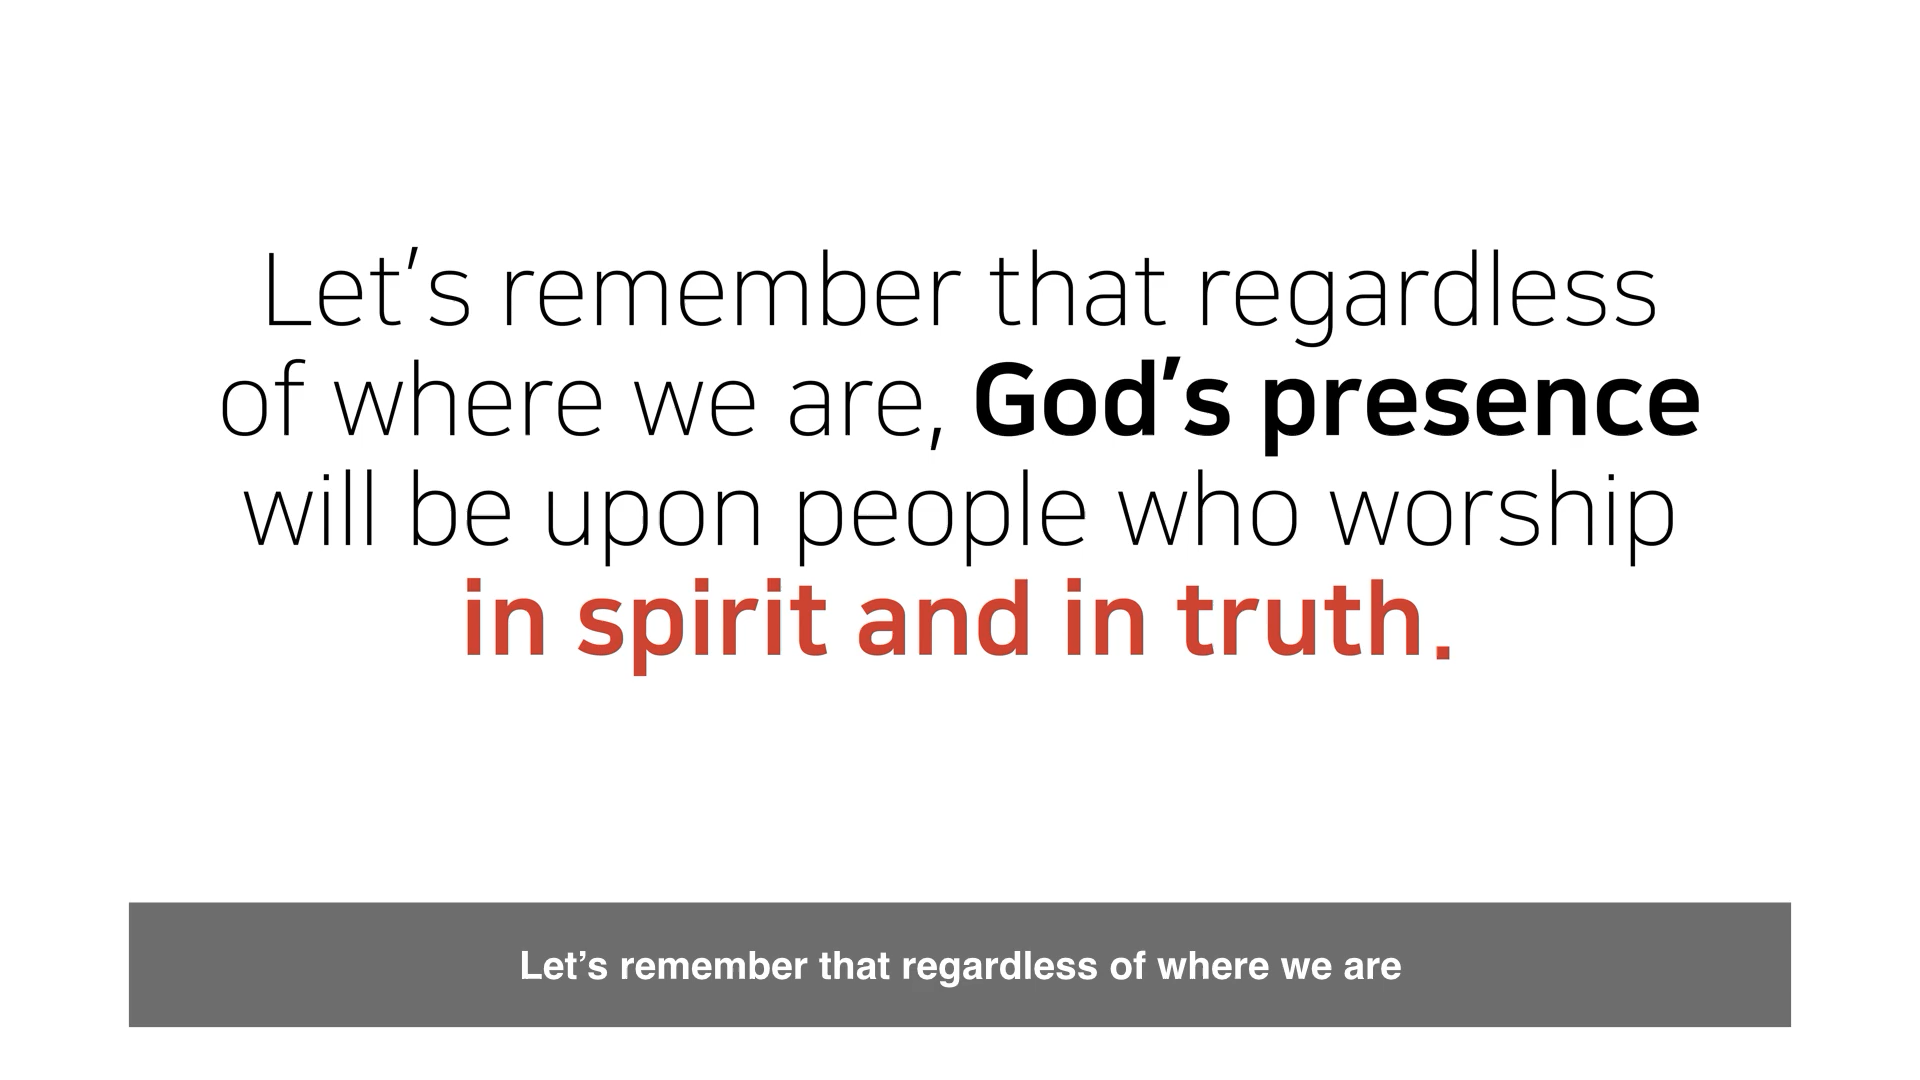 Let’s remember that regardless
of where we are, God’s presence
will be upon people who worship
in spirit and in truth.
Let’s remember that regardless of where we are